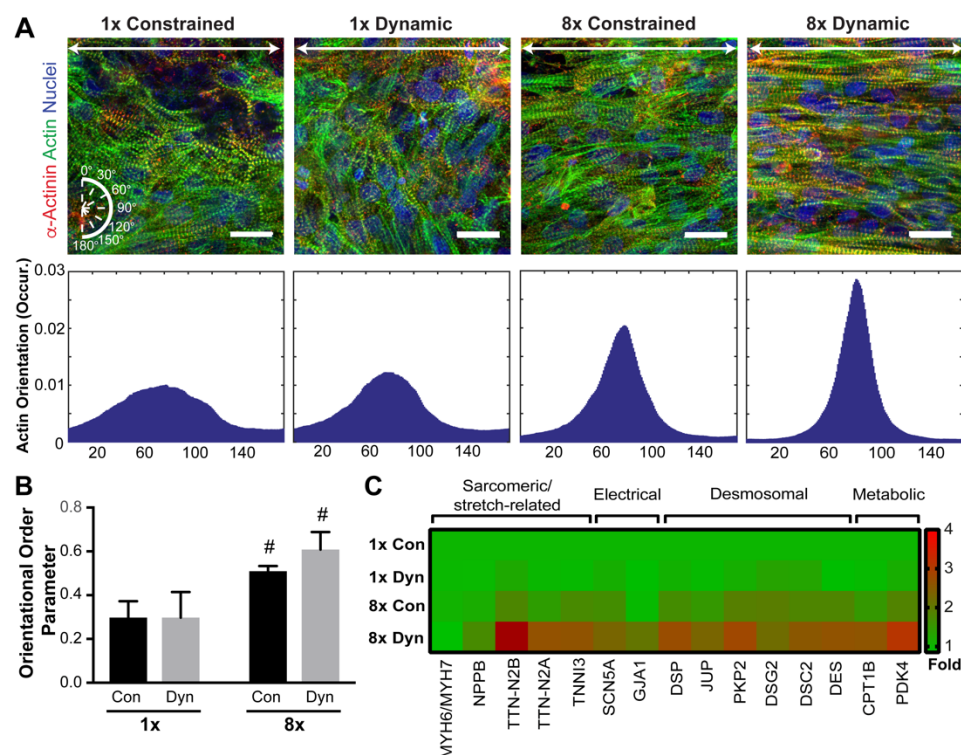 A
1x Constrained 1x Dynamic 8x Constrained 8x Dynamic
α-Actinin Actin Nuclei
0°
30°
60°
90°
120°
150°
180°
Actin Orientation (Occur.)
0.03
0.02
0.01
0
20 60 100 140 20 60 100 140 20 60 100 140 20 60 100 140
B
Orientational Order
Parameter
0.8
0.6
0.4
0.2
0.0
# #
Con Dyn Con Dyn
1x 8x
C
Sarcomeric/
stretch-related
Electrical Desmosomal Metabolic
1x Con
1x Dyn
8x Con
8x Dyn
4
3
2
1
Fold
MYH6/MYH7
NPPB
TTN-N2B
TTN-N2A
TNNI3
SCN5A
GJA1
DSP
JUP
PKP2
DSG2
DSC2
DES
CPT1B
PDK4